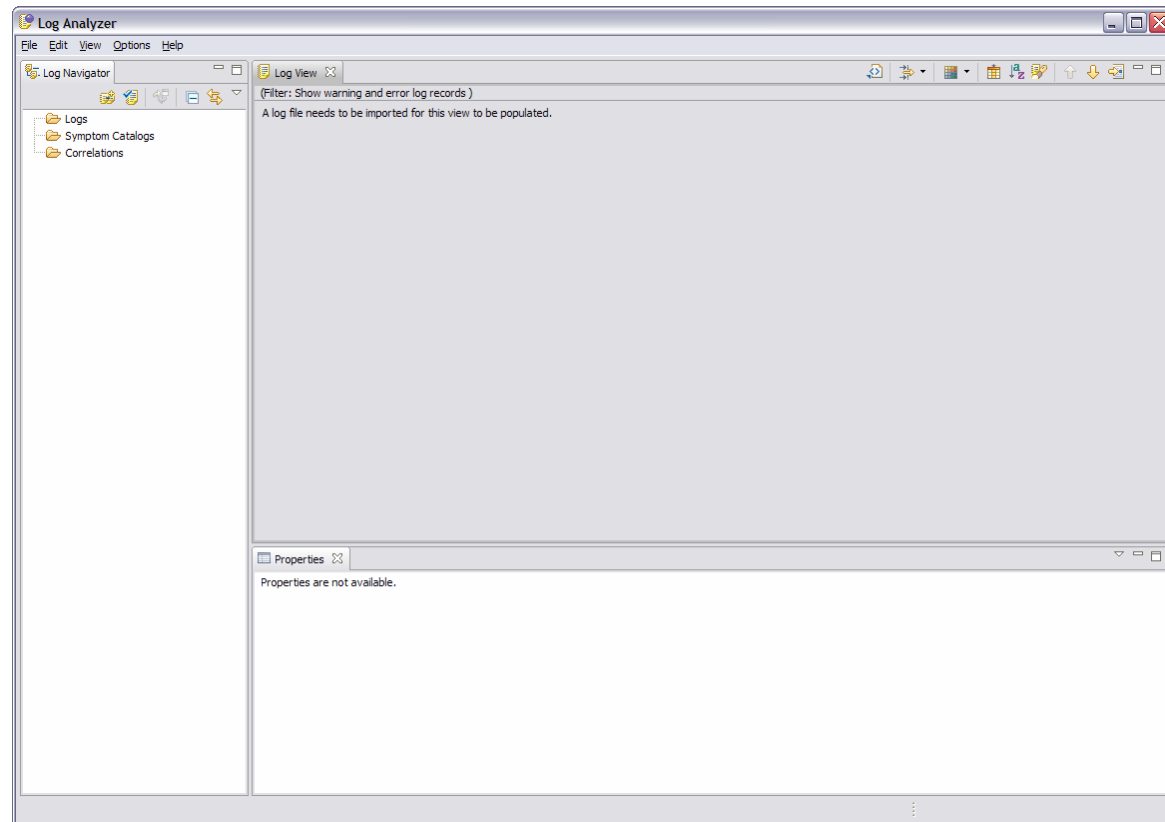 Log Analyzer
File Edit View Options Help
Log Navigator
Logs
Symptom Catalogs
Correlations
Log View
(Filter: Show warning and error log records )
A log file needs to be imported for this view to be populated.
Properties
Properties are not available.